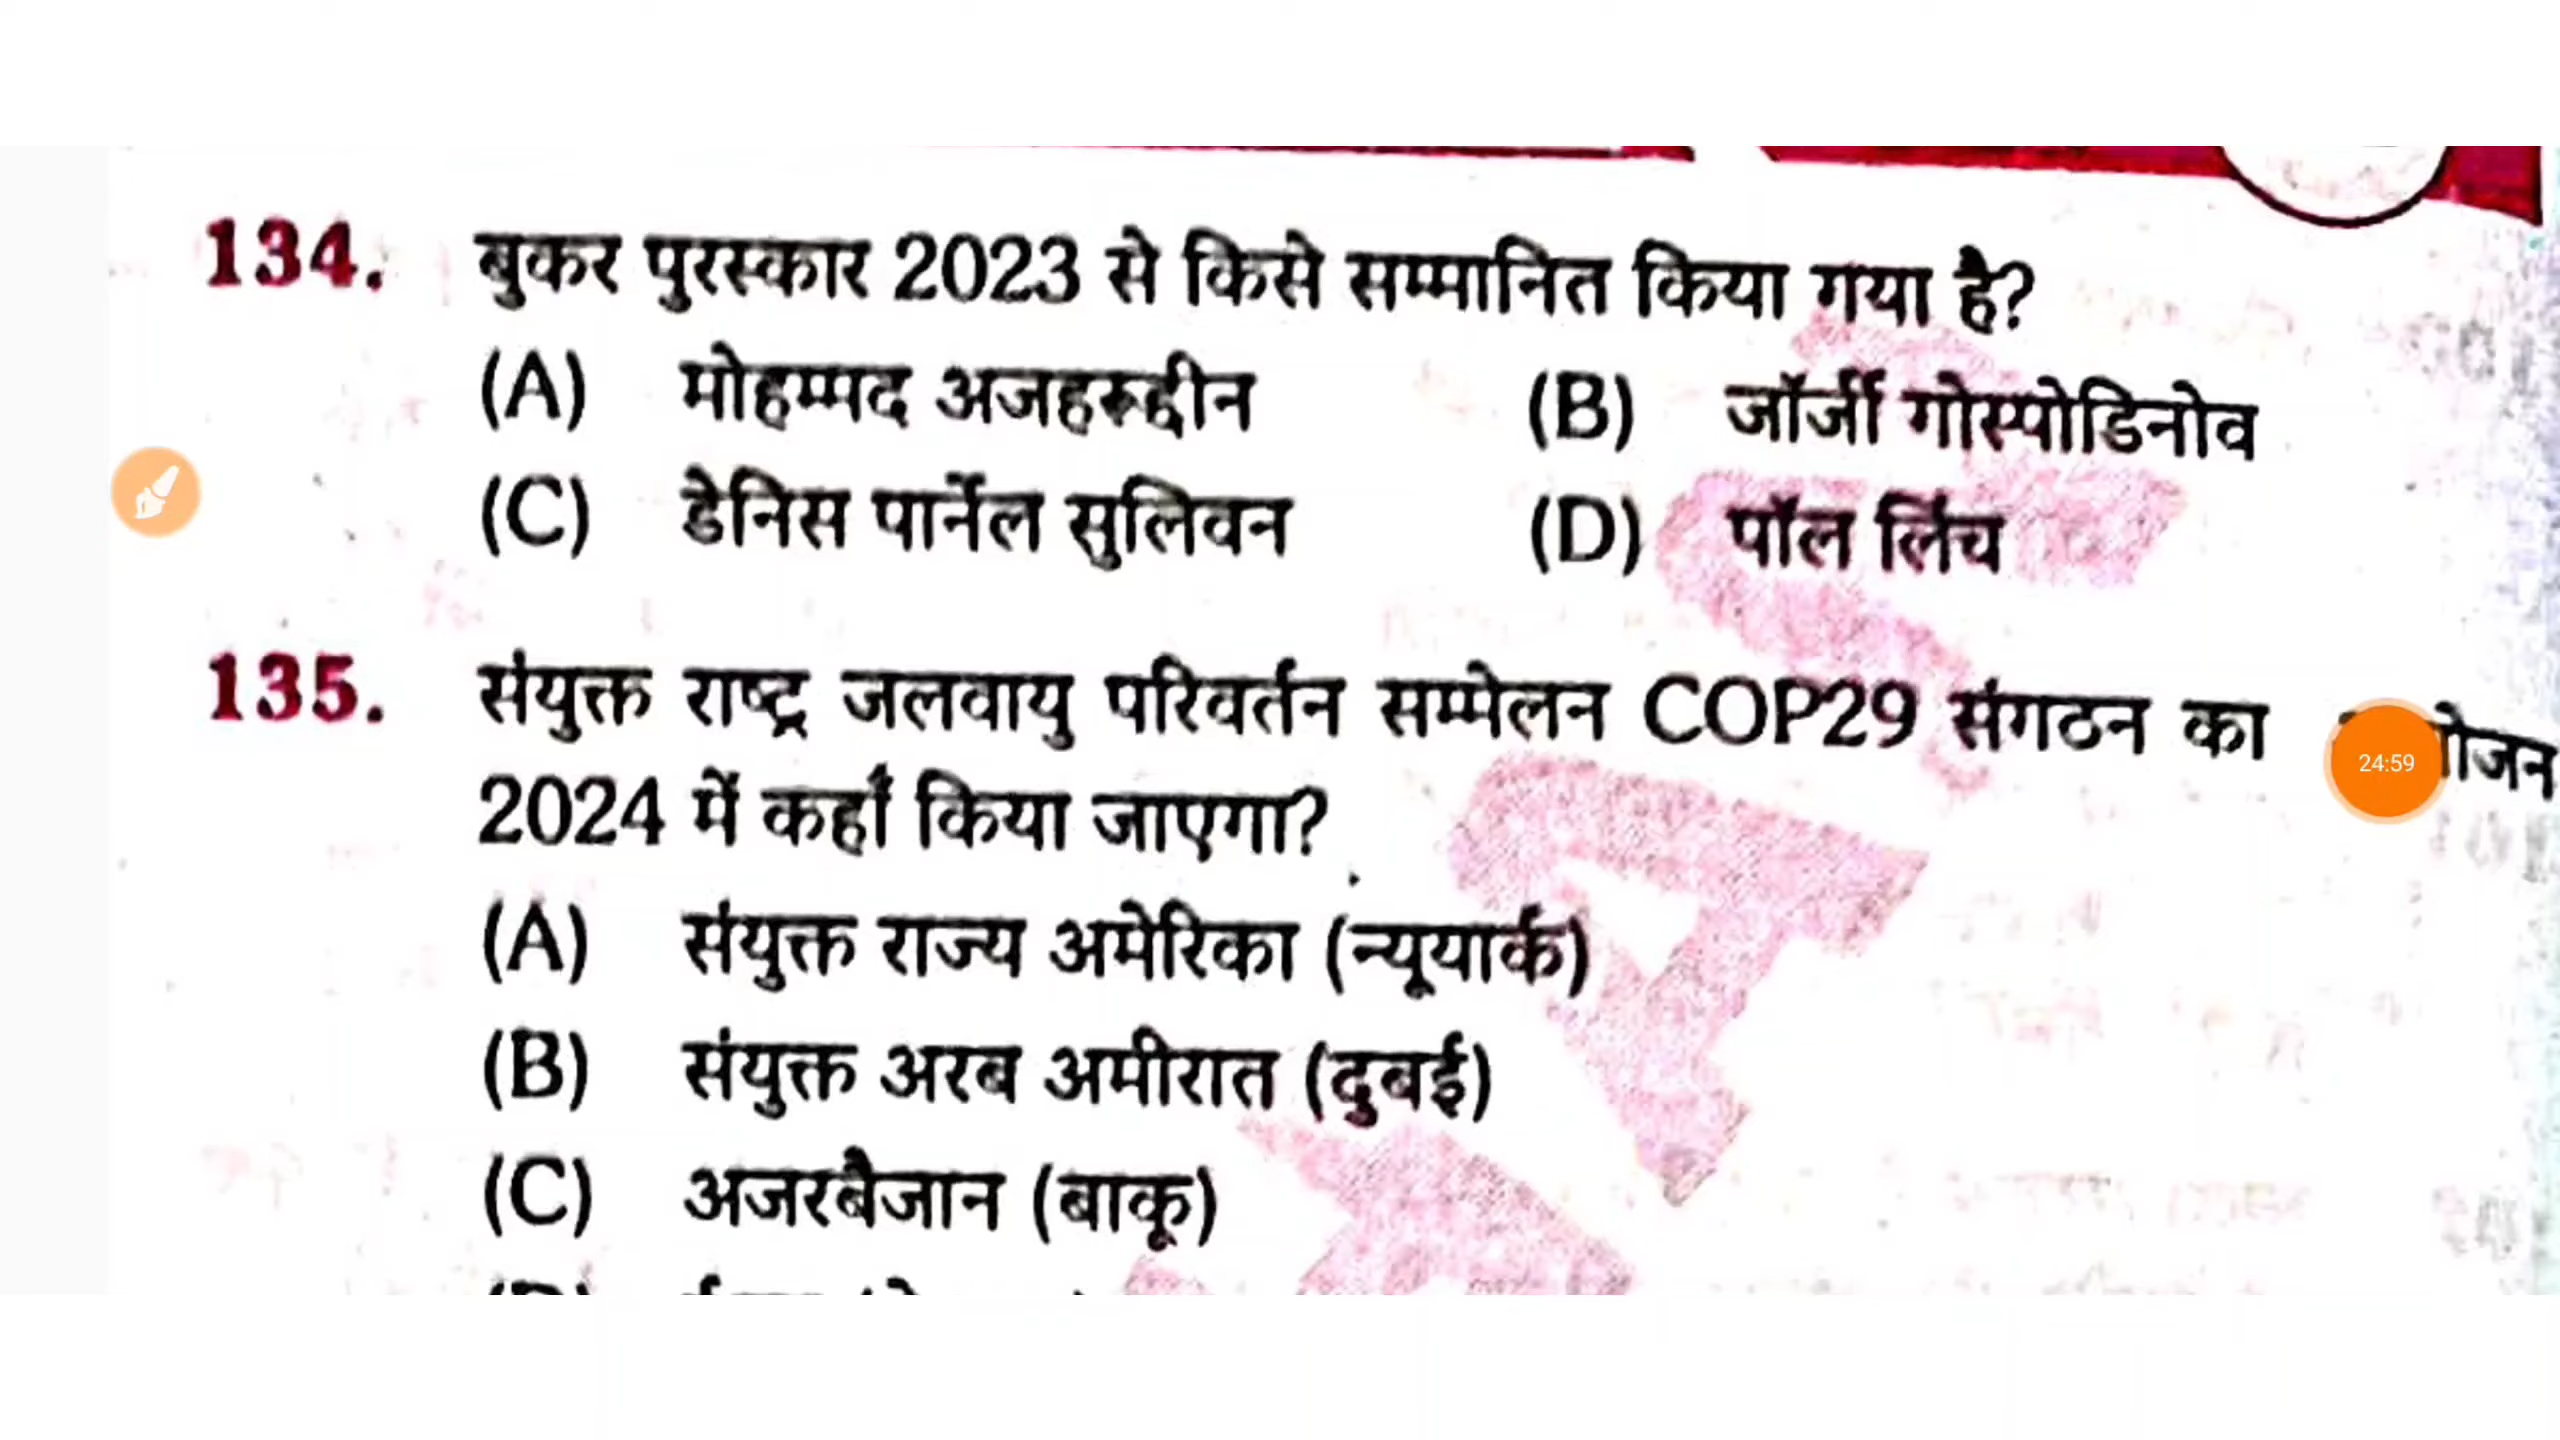 134. बुकर पुरस्कार 2023 से किसे सम्मानित किया गया है?
(A) मोहम्मद अजहरूद्दीन (B) जॉर्जी गोस्पोडिनोव
(C) डेनिस पार्नेल सुलिवन (D) पॉल लिंच
135. संयुक्त राष्ट्र जलवायु परिवर्तन सम्मेलन COP29 संगठन का
24:59
2024 में कहाँ किया जाएगा?
(A) संयुक्त राज्य अमेरिका (न्यूयार्क)
(B) संयुक्त अरब अमीरात (दुबई)
(C) अजरबैजान (बाकू)